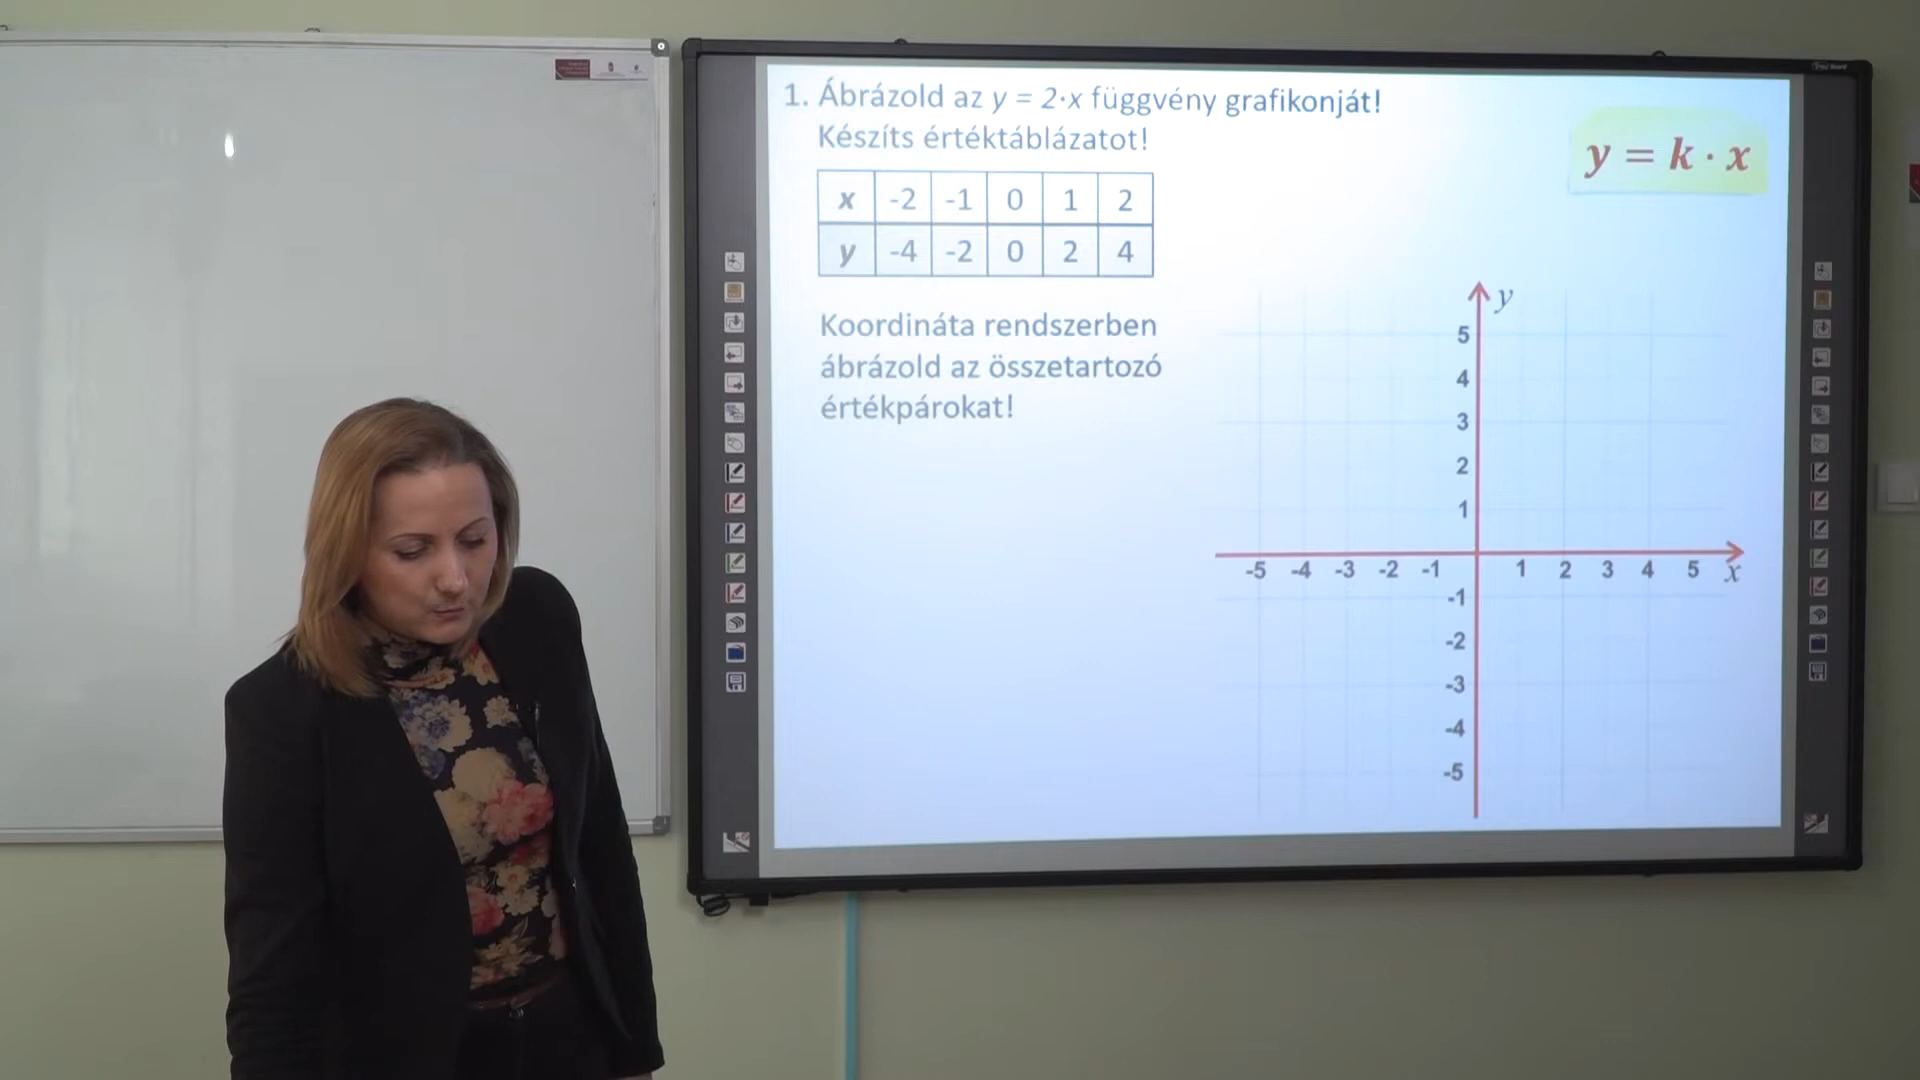 1. Ábrázold az y = 2·x függvény grafikonját!
Készíts értéktáblázatot!
y = k · x
x -2 -1 0 1 2
y -4 -2 0 2 4
Koordináta rendszerben
ábrázold az összetartozó
értékpárokat!
y
5
4
3
2
1
-5 -4 -3 -2 -1 1 2 3 4 5 x
-1
-2
-3
-4
-5